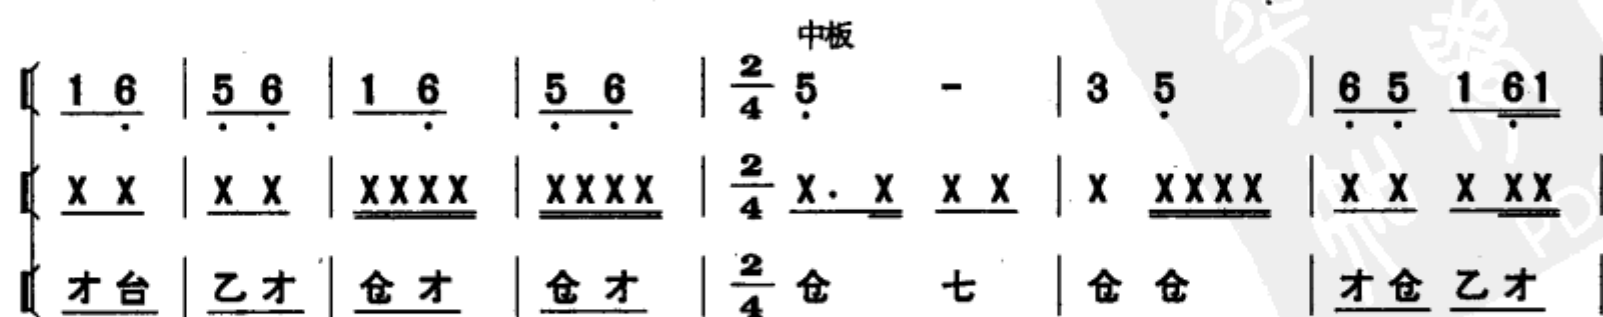 中板
1 6 | 5 6 | 1 6 | 5 6 | 2/4 5 - | 3 5 | 6 5 1 61 |
X X | X X | XXXX | XXXX | 2/4 X. X X X | X XXXX | X X X XX |
才 台 | 乙 才 | 仓 才 | 仓 才 | 2/4 仓 七 | 仓 仓 | 才 仓 乙 才 |